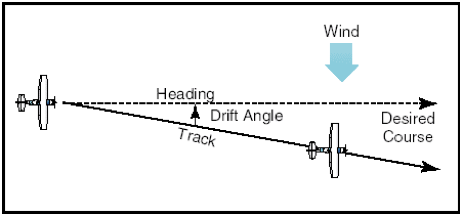 Wind
Heading
Drift Angle
Track
Desired
Course